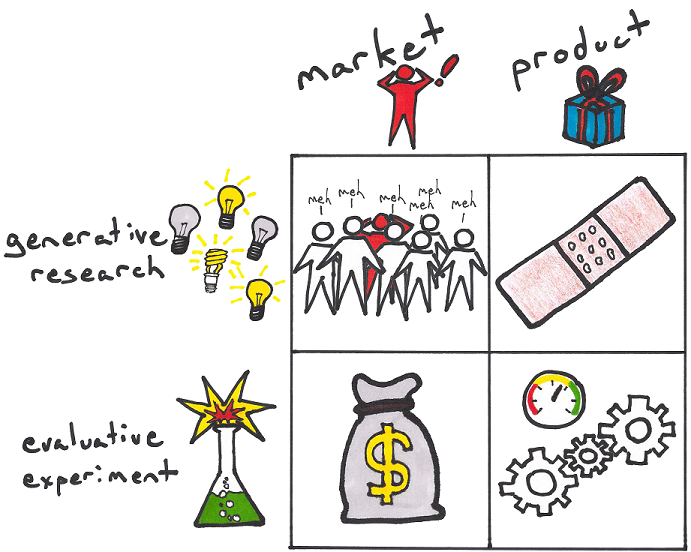 market !
product
meh meh meh meh meh meh
generative
research
evaluative
experiment
$